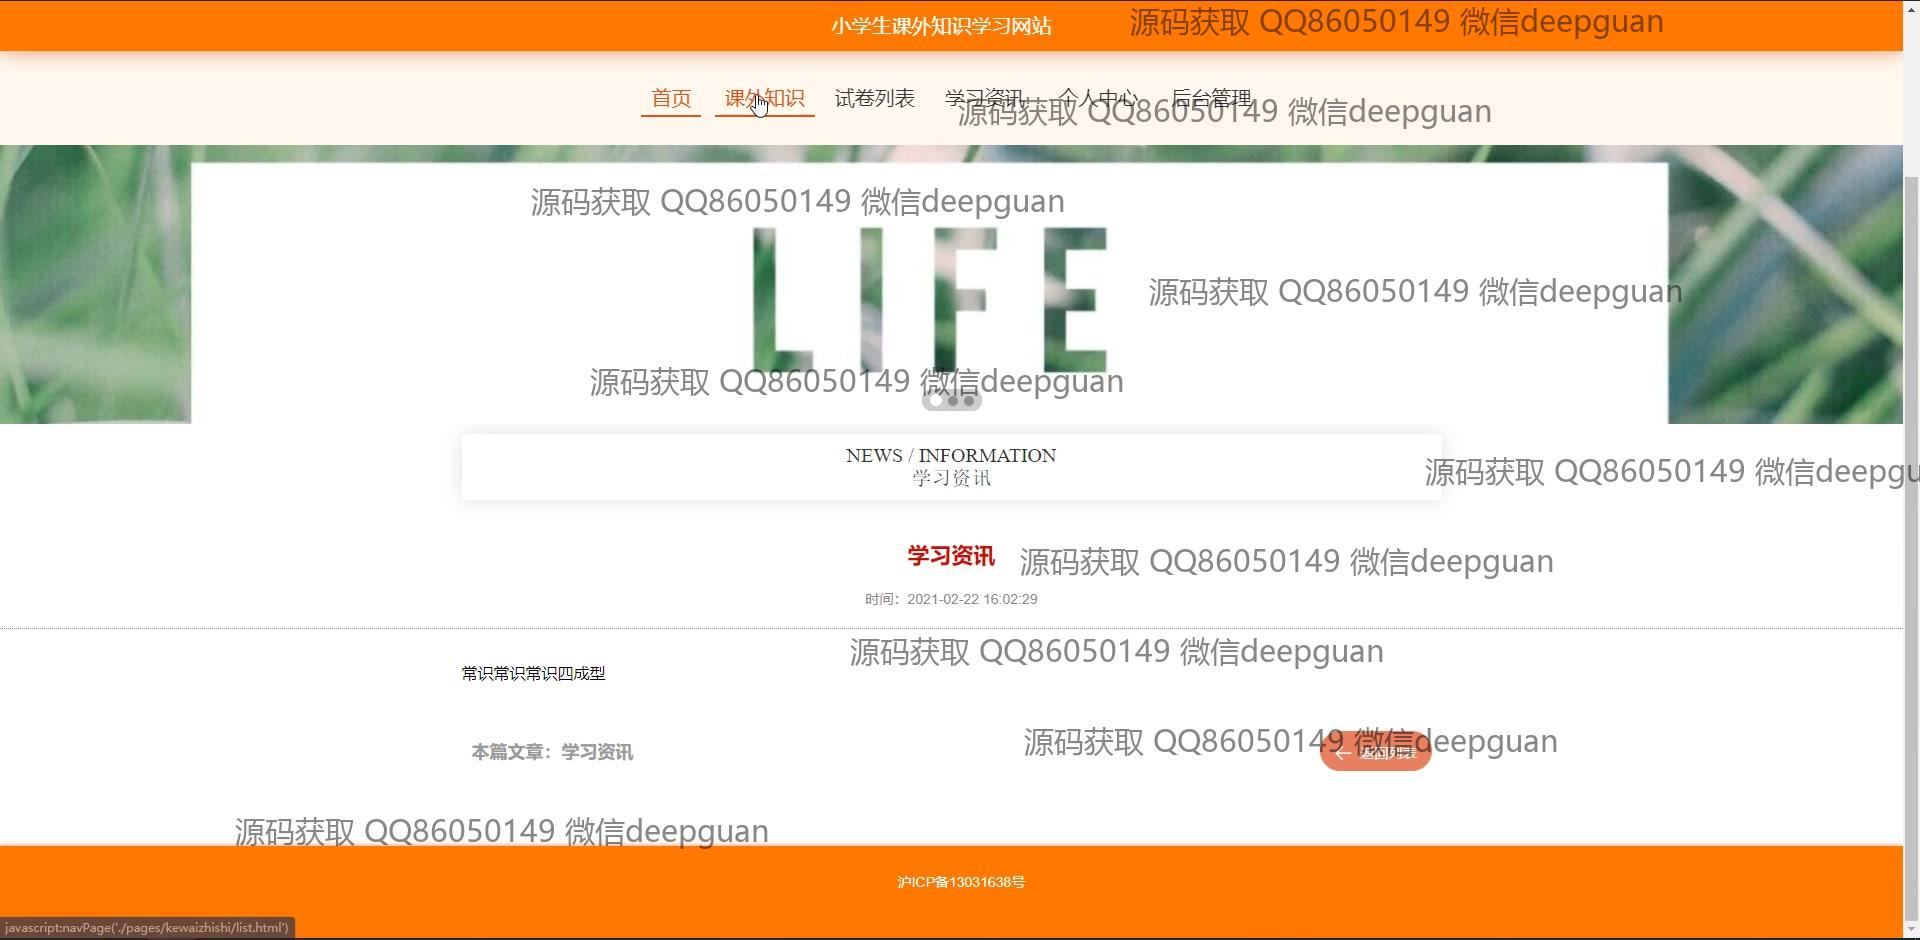 小学生课外知识学习网站
源码获取 QQ86050149 微信deepguan
首页 课外知识 试卷列表 学习资讯 个人中心 后台管理
源码获取 QQ86050149 微信deepguan
源码获取 QQ86050149 微信deepguan
LIFE
源码获取 QQ86050149 微信deepguan
源码获取 QQ86050149 微信deepguan
NEWS / INFORMATION
学习资讯
源码获取 QQ86050149 微信deepgu
学习资讯
源码获取 QQ86050149 微信deepguan
时间：2021-02-22 16:02:29
源码获取 QQ86050149 微信deepguan
常识常识常识四成型
源码获取 QQ86050149 微信deepguan
本篇文章：学习资讯
返回列表
源码获取 QQ86050149 微信deepguan
沪ICP备13031638号
javascript:navPage('./pages/kewaizhishi/list.html')